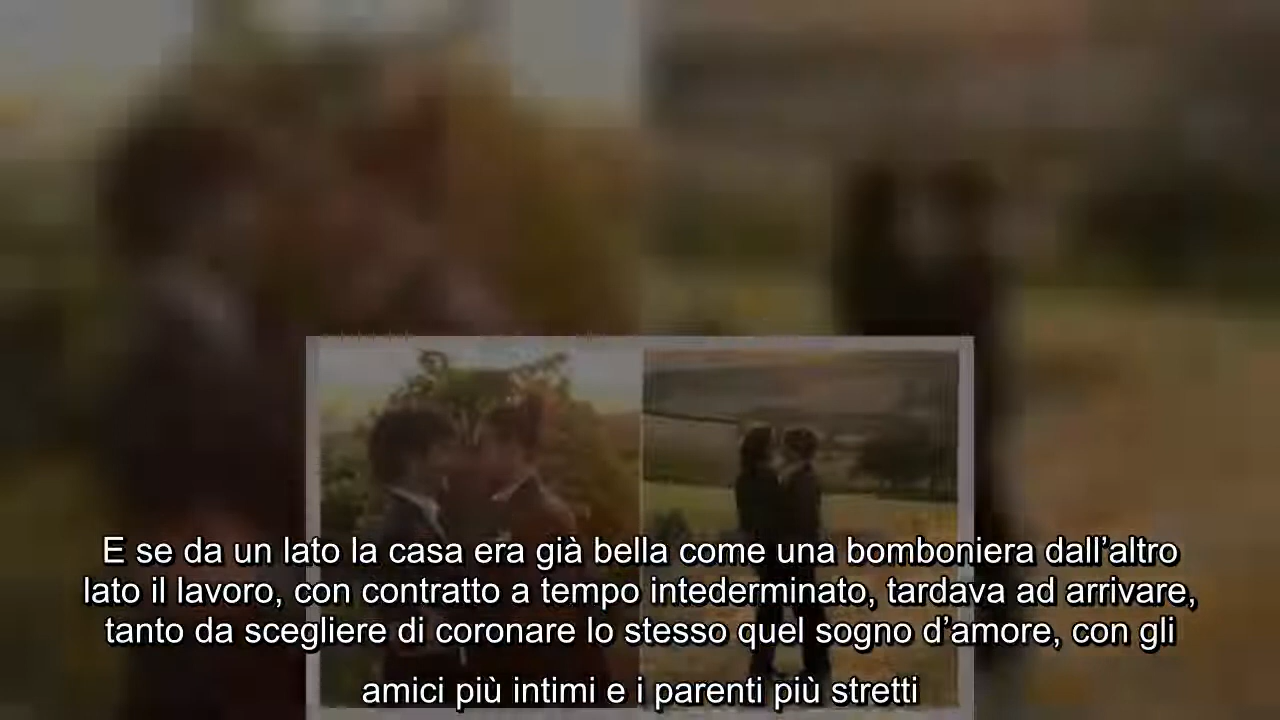 E se da un lato la casa era già bella come una bomboniera dall’altro
lato il lavoro, con contratto a tempo intederminato, tardava ad arrivare,
tanto da scegliere di coronare lo stesso quel sogno d’amore, con gli
amici più intimi e i parenti più stretti